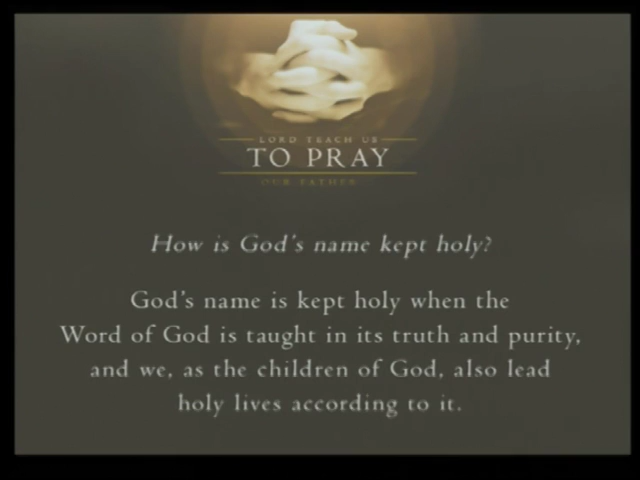 LORD TEACH US
TO PRAY
OUR FATHER
How is God's name kept holy?
God's name is kept holy when the
Word of God is taught in its truth and purity,
and we, as the children of God, also lead
holy lives according to it.